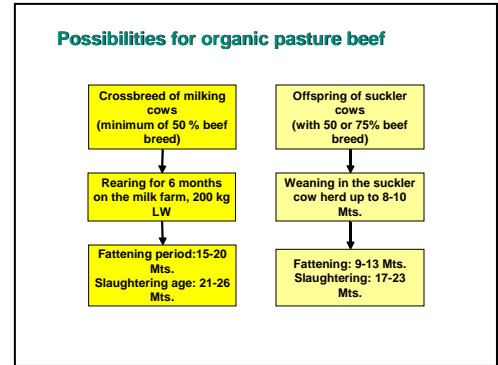 Possibilities for organic pasture beef
Crossbreed of milking
cows
(minimum of 50 % beef
breed)
Rearing for 6 months
on the milk farm, 200 kg
LW
Fattening period:15-20
Mts.
Slaughtering age: 21-26
Mts.
Offspring of suckler
cows
(with 50 or 75% beef
breed)
Weaning in the suckler
cow herd up to 8-10
Mts.
Fattening: 9-13 Mts.
Slaughtering: 17-23
Mts.